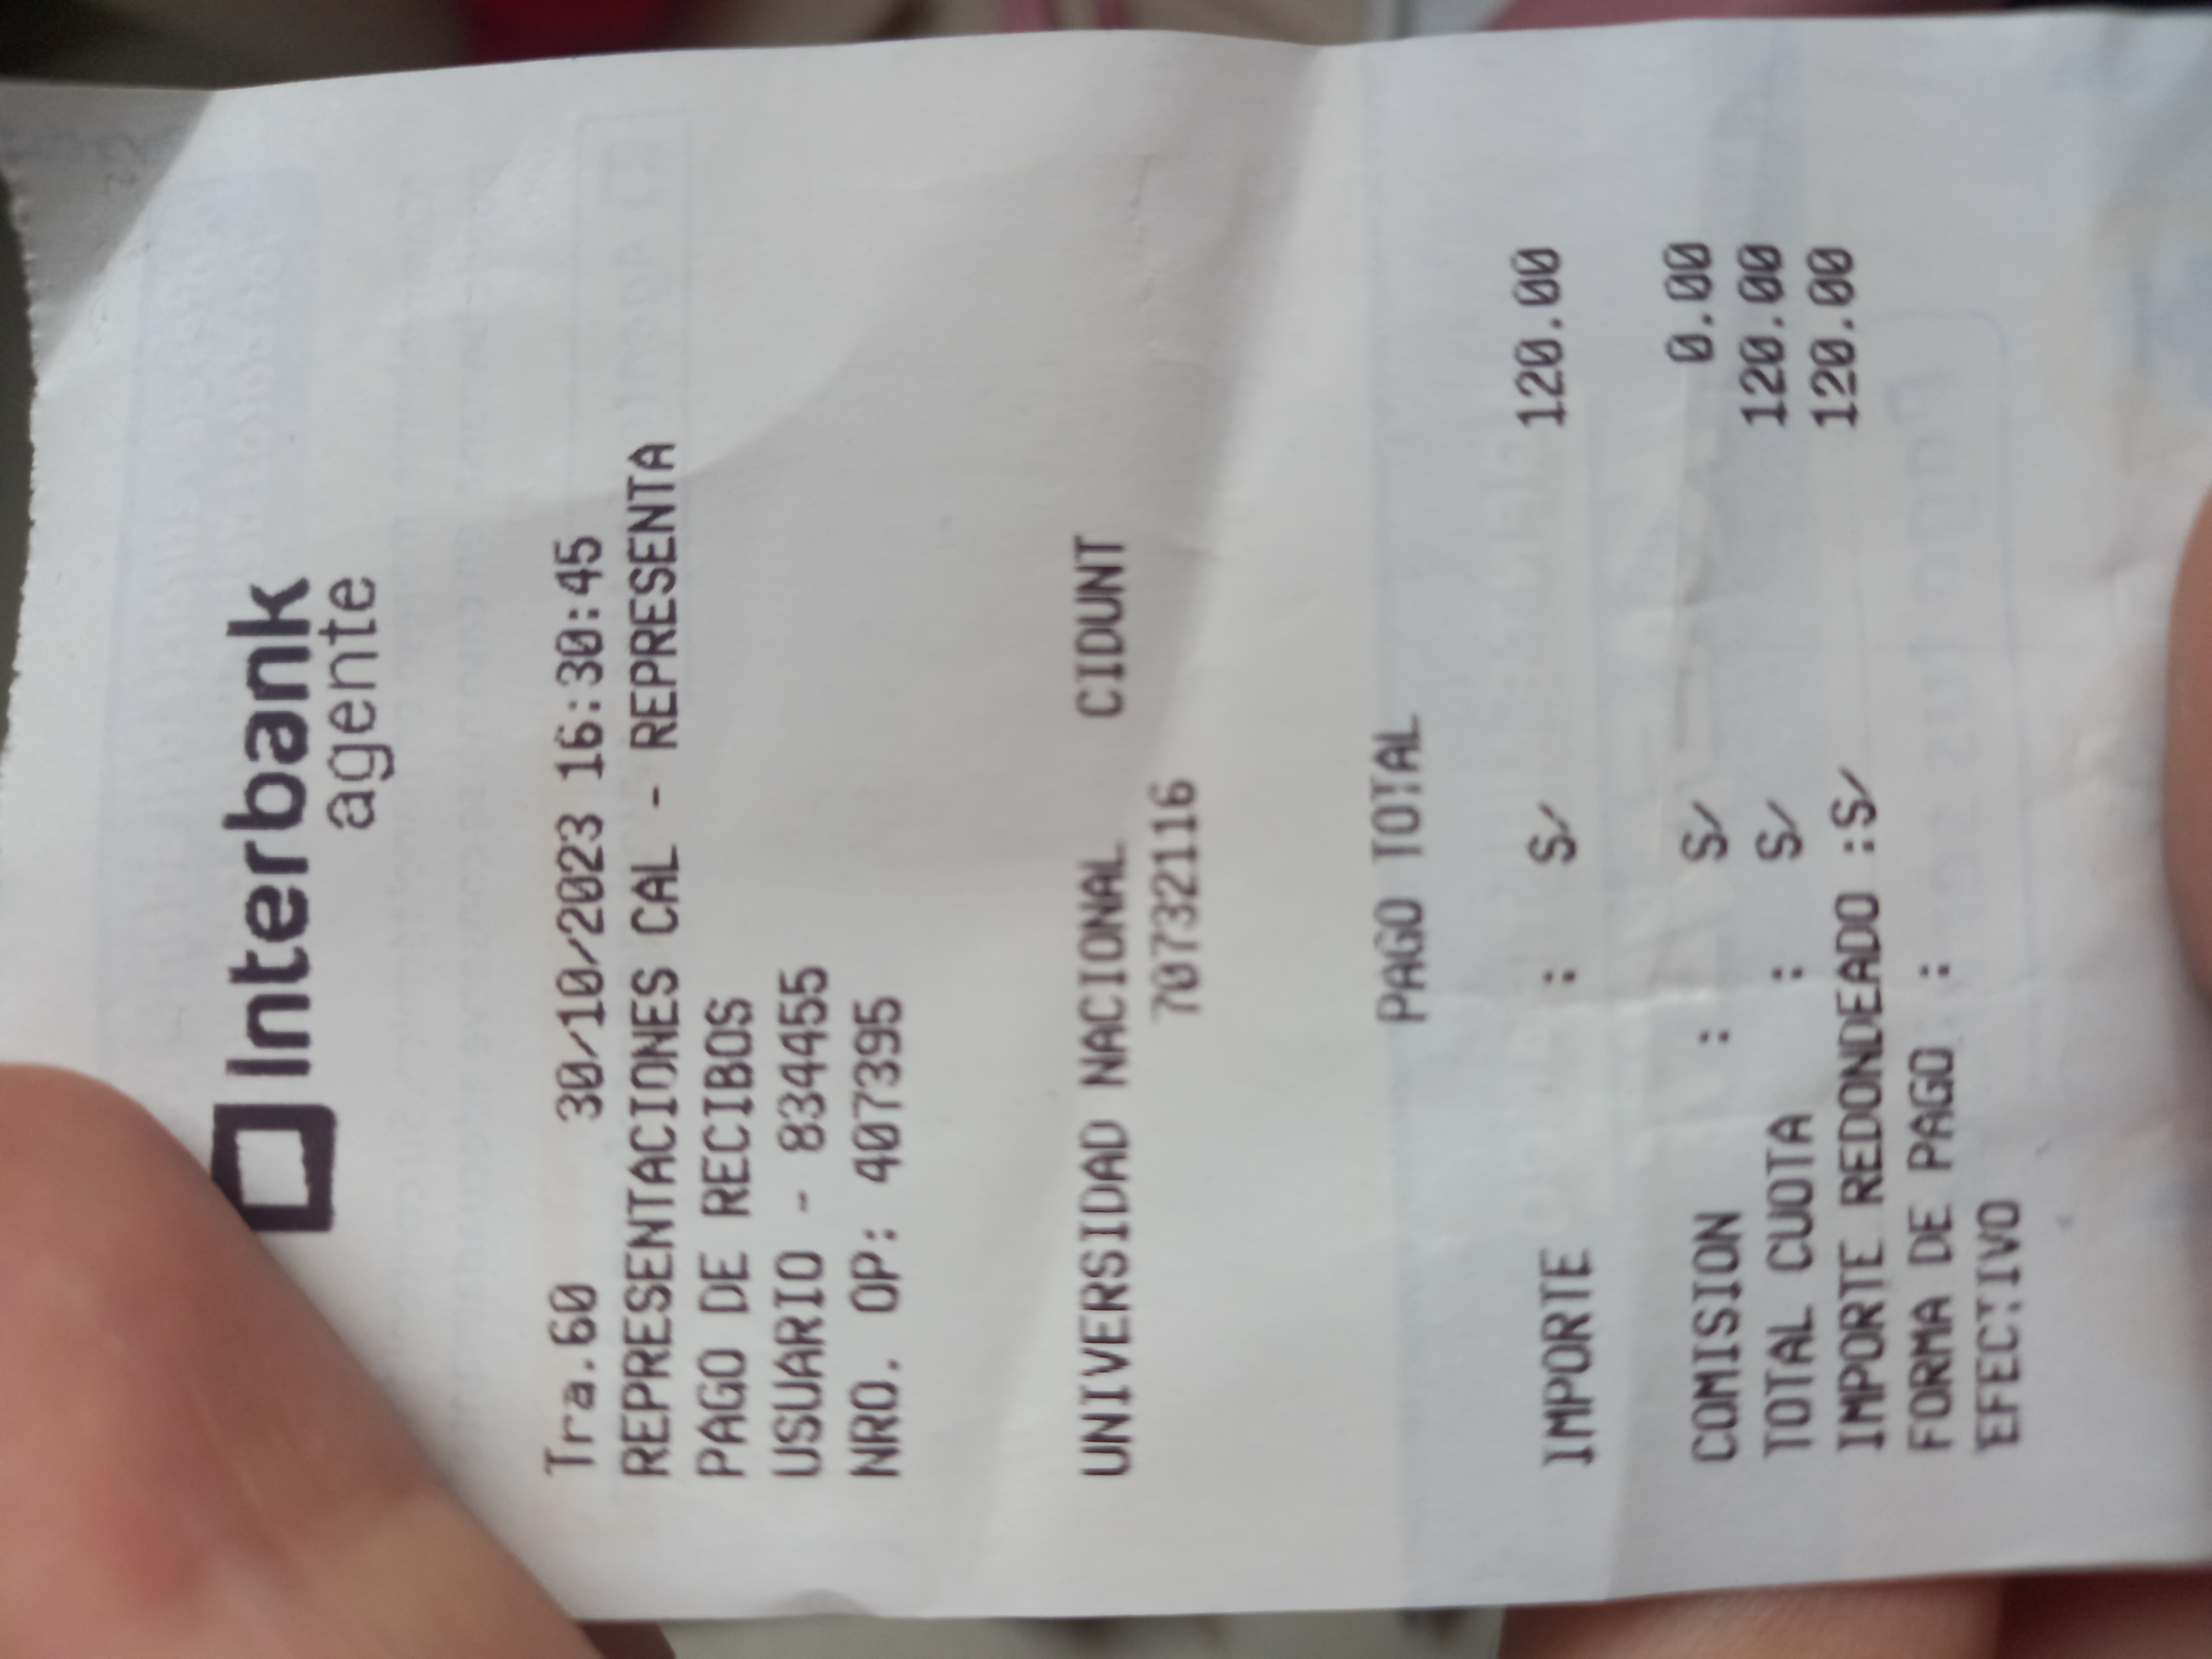 Interbank
agente
Tra.60 30/10/2023 16:30:45
REPRESENTACIONES CAL - REPRESENTA
PAGO DE RECIBOS
USUARIO - 834455
NRO. OP: 407395
UNIVERSIDAD NACIONAL CIDUNT
70732116
PAGO TOTAL
IMPORTE : S/ 120.00
COMISION : S/ 0.00
TOTAL CUOTA : S/ 120.00
IMPORTE REDONDEADO :S/ 120.00
FORMA DE PAGO :
EFECTIVO